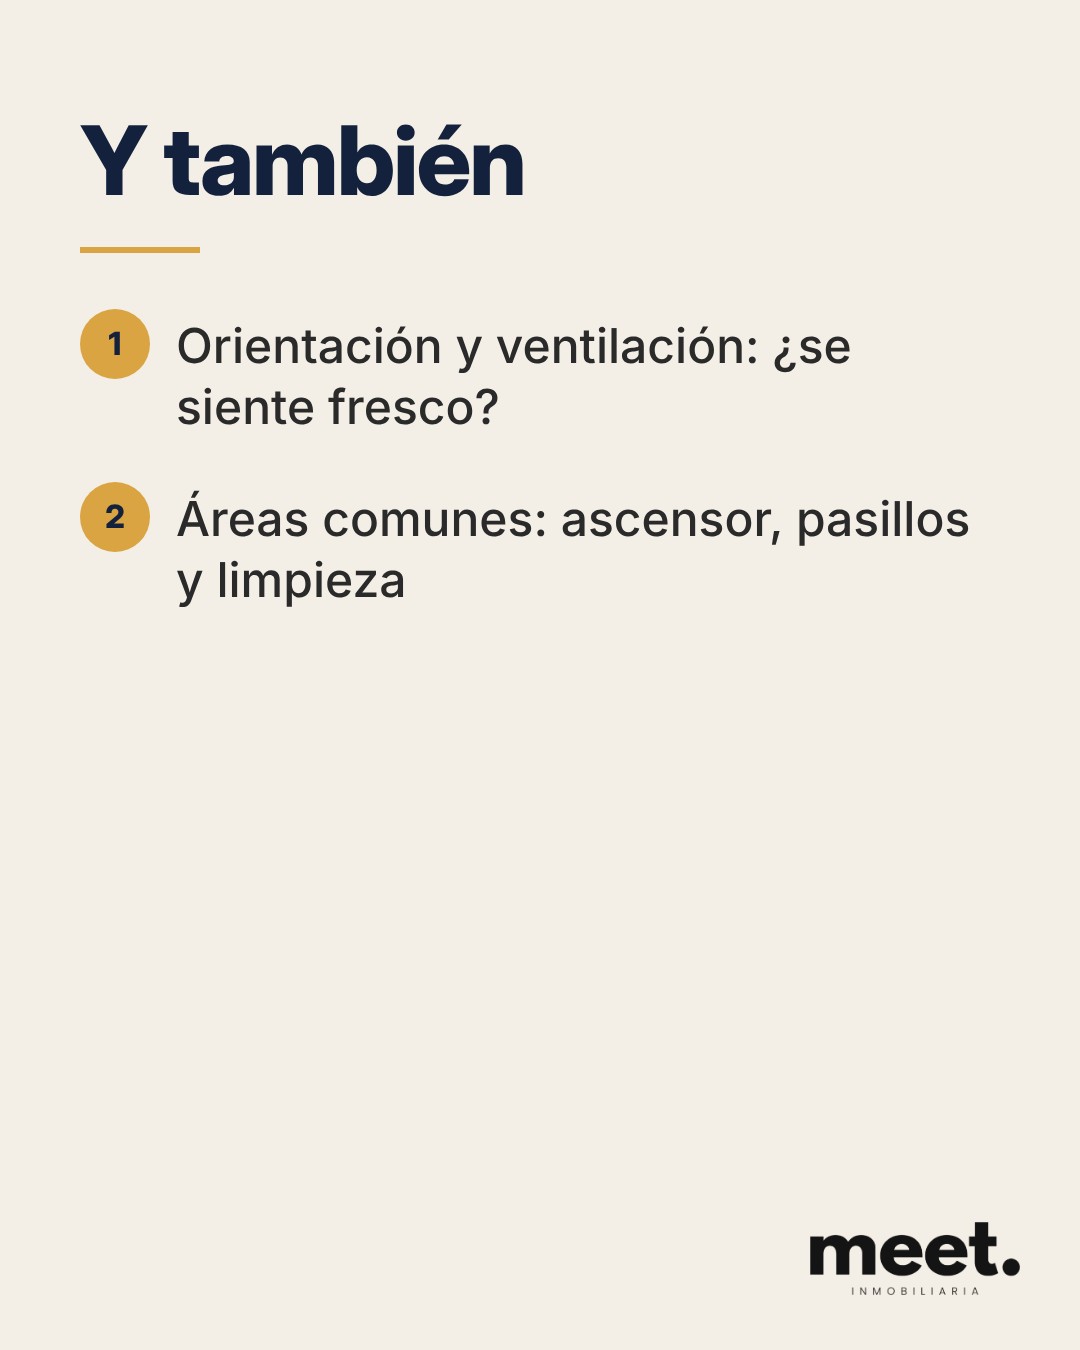 Y también
1 Orientación y ventilación: ¿se
siente fresco?
2 Áreas comunes: ascensor, pasillos
y limpieza
meet.
INMOBILIARIA